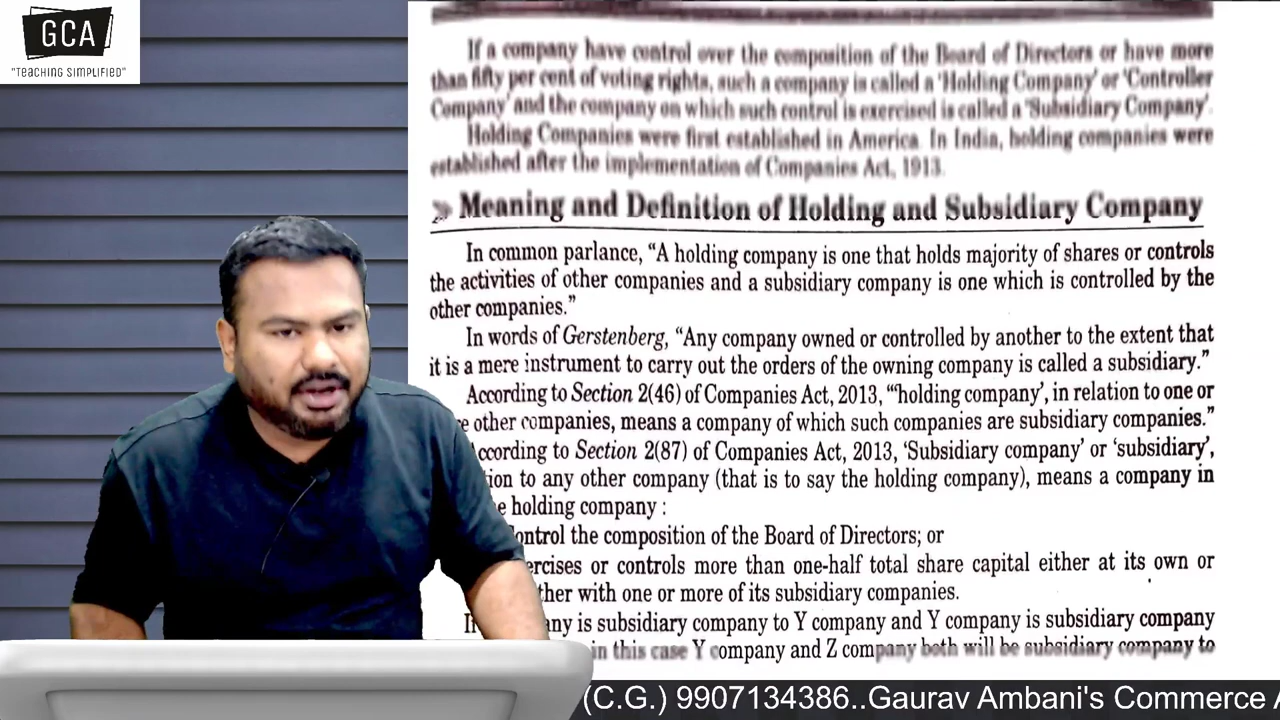 GCA
"TEACHING SIMPLIFIED"
If a company have control over the composition of the Board of Directors or have more
than fifty per cent of voting rights, such a company is called a 'Holding Company' or 'Controller
Company' and the company on which such control is exercised is called a 'Subsidiary Company'.
Holding Companies were first established in America. In India, holding companies were
established after the implementation of Companies Act, 1913.
Meaning and Definition of Holding and Subsidiary Company
In common parlance, “A holding company is one that holds majority of shares or controls
the activities of other companies and a subsidiary company is one which is controlled by the
other companies.”
In words of Gerstenberg, “Any company owned or controlled by another to the extent that
it is a mere instrument to carry out the orders of the owning company is called a subsidiary.”
According to Section 2(46) of Companies Act, 2013, “‘holding company’, in relation to one or
e other companies, means a company of which such companies are subsidiary companies.”
ccording to Section 2(87) of Companies Act, 2013, ‘Subsidiary company’ or ‘subsidiary’,
ion to any other company (that is to say the holding company), means a company in
e holding company :
ontrol the composition of the Board of Directors; or
ercises or controls more than one-half total share capital either at its own or
ther with one or more of its subsidiary companies.
If any is subsidiary company to Y company and Y company is subsidiary company
in this case Y company and Z company both will be subsidiary company to
(C.G.) 9907134386..Gaurav Ambani's Commerce